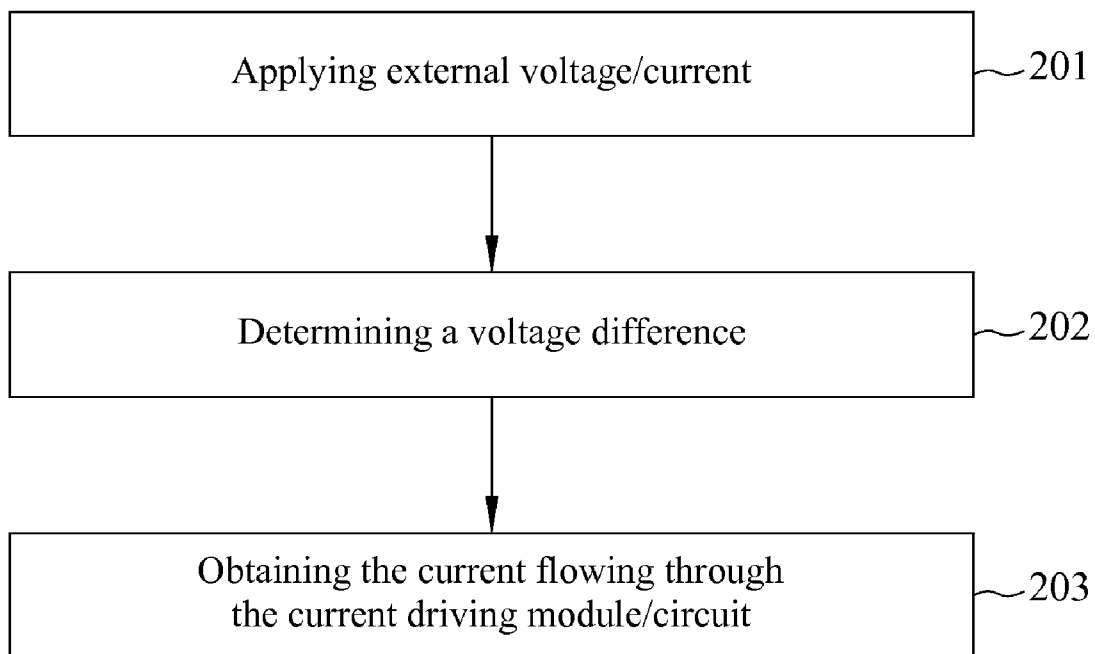 Applying external voltage/current
201
Determining a voltage difference
202
Obtaining the current flowing through
the current driving module/circuit
203